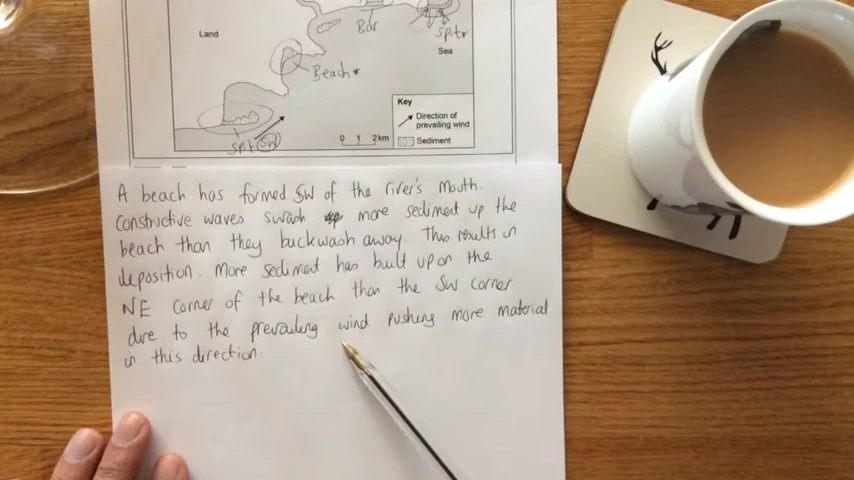 Land
Bar
Spit*
Sea
Beach*
Key
Direction of
prevailing wind
Sediment
0 1 2km
Spit (SW)
A beach has formed SW of the river's mouth.
Constructive waves swash more sediment up the
beach than they backwash away. This results in
deposition. More sediment has built up on the
NE corner of the beach than the SW corner
due to the prevailing wind pushing more material
in this direction.